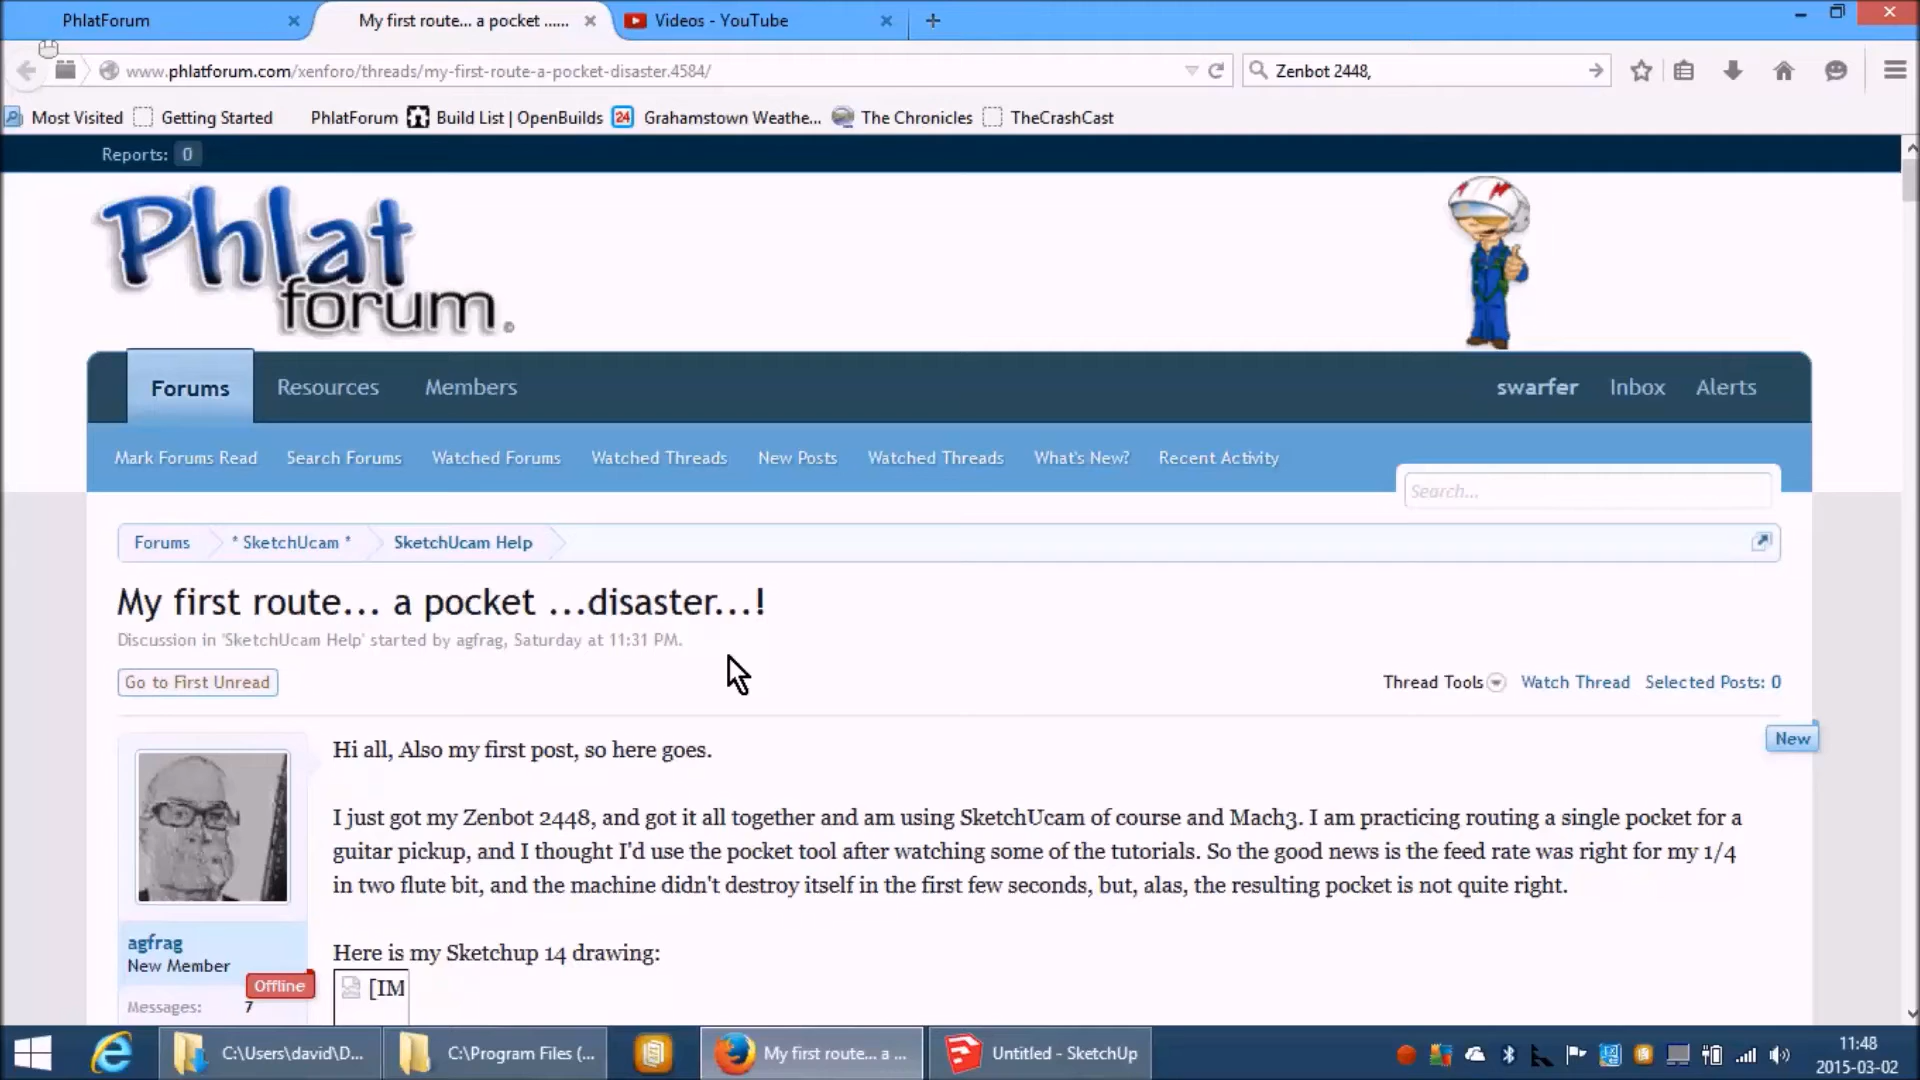 PhlatForum
My first route... a pocket ......
Videos - YouTube
www.phlatforum.com/xenforo/threads/my-first-route-a-pocket-disaster.4584/
Zenbot 2448,
Most Visited
Getting Started
PhlatForum
Build List | OpenBuilds
24
Grahamstown Weathe...
The Chronicles
TheCrashCast
Reports: 0
Phlat
forum.
Forums
Resources
Members
swarfer
Inbox
Alerts
Mark Forums Read
Search Forums
Watched Forums
Watched Threads
New Posts
Watched Threads
What's New?
Recent Activity
Search...
Forums
* SketchUcam *
SketchUcam Help
My first route... a pocket ...disaster...!
Discussion in 'SketchUcam Help' started by agfrag, Saturday at 11:31 PM.
Go to First Unread
Thread Tools
Watch Thread
Selected Posts: 0
New
Hi all, Also my first post, so here goes.
I just got my Zenbot 2448, and got it all together and am using SketchUcam of course and Mach3. I am practicing routing a single pocket for a
guitar pickup, and I thought I'd use the pocket tool after watching some of the tutorials. So the good news is the feed rate was right for my 1/4
in two flute bit, and the machine didn't destroy itself in the first few seconds, but, alas, the resulting pocket is not quite right.
Here is my Sketchup 14 drawing:
[IM
agfrag
New Member
Offline
Messages: 7
C:\Users\david\D...
C:\Program Files (...
My first route... a ...
Untitled - SketchUp
11:48
2015-03-02